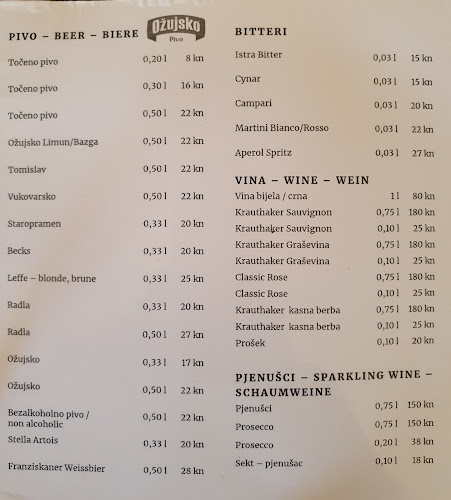 PIVO – BEER – BIERE
Ožujsko
Pivo
Točeno pivo 0,20 l 8 kn
Točeno pivo 0,30 l 16 kn
Točeno pivo 0,50 l 22 kn
Ožujsko Limun/Bazga 0,50 l 22 kn
Tomislav 0,50 l 22 kn
Vukovarsko 0,50 l 22 kn
Staropramen 0,33 l 20 kn
Becks 0,33 l 20 kn
Leffe – blonde, brune 0,33 l 25 kn
Radla 0,33 l 20 kn
Radla 0,50 l 27 kn
Ožujsko 0,33 l 17 kn
Ožujsko 0,50 l 22 kn
Bezalkoholno pivo /
non alcoholic 0,50 l 22 kn
Stella Artois 0,33 l 20 kn
Franziskaner Weissbier 0,50 l 28 kn
BITTERI
Istra Bitter 0,03 l 15 kn
Cynar 0,03 l 15 kn
Campari 0,03 l 20 kn
Martini Bianco/Rosso 0,03 l 22 kn
Aperol Spritz 0,03 l 27 kn
VINA – WINE – WEIN
Vina bijela / crna 1 l 80 kn
Krauthaker Sauvignon 0,75 l 180 kn
Krauthaker Sauvignon 0,10 l 25 kn
Krauthaker Graševina 0,75 l 180 kn
Krauthaker Graševina 0,10 l 25 kn
Classic Rose 0,75 l 180 kn
Classic Rose 0,10 l 25 kn
Krauthaker kasna berba 0,75 l 180 kn
Krauthaker kasna berba 0,10 l 25 kn
Prošek 0,10 l 20 kn
PJENUŠCI – SPARKLING WINE –
SCHAUMWEINE
Pjenušci 0,75 l 150 kn
Prosecco 0,75 l 150 kn
Prosecco 0,20 l 38 kn
Sekt – pjenušac 0,10 l 18 kn